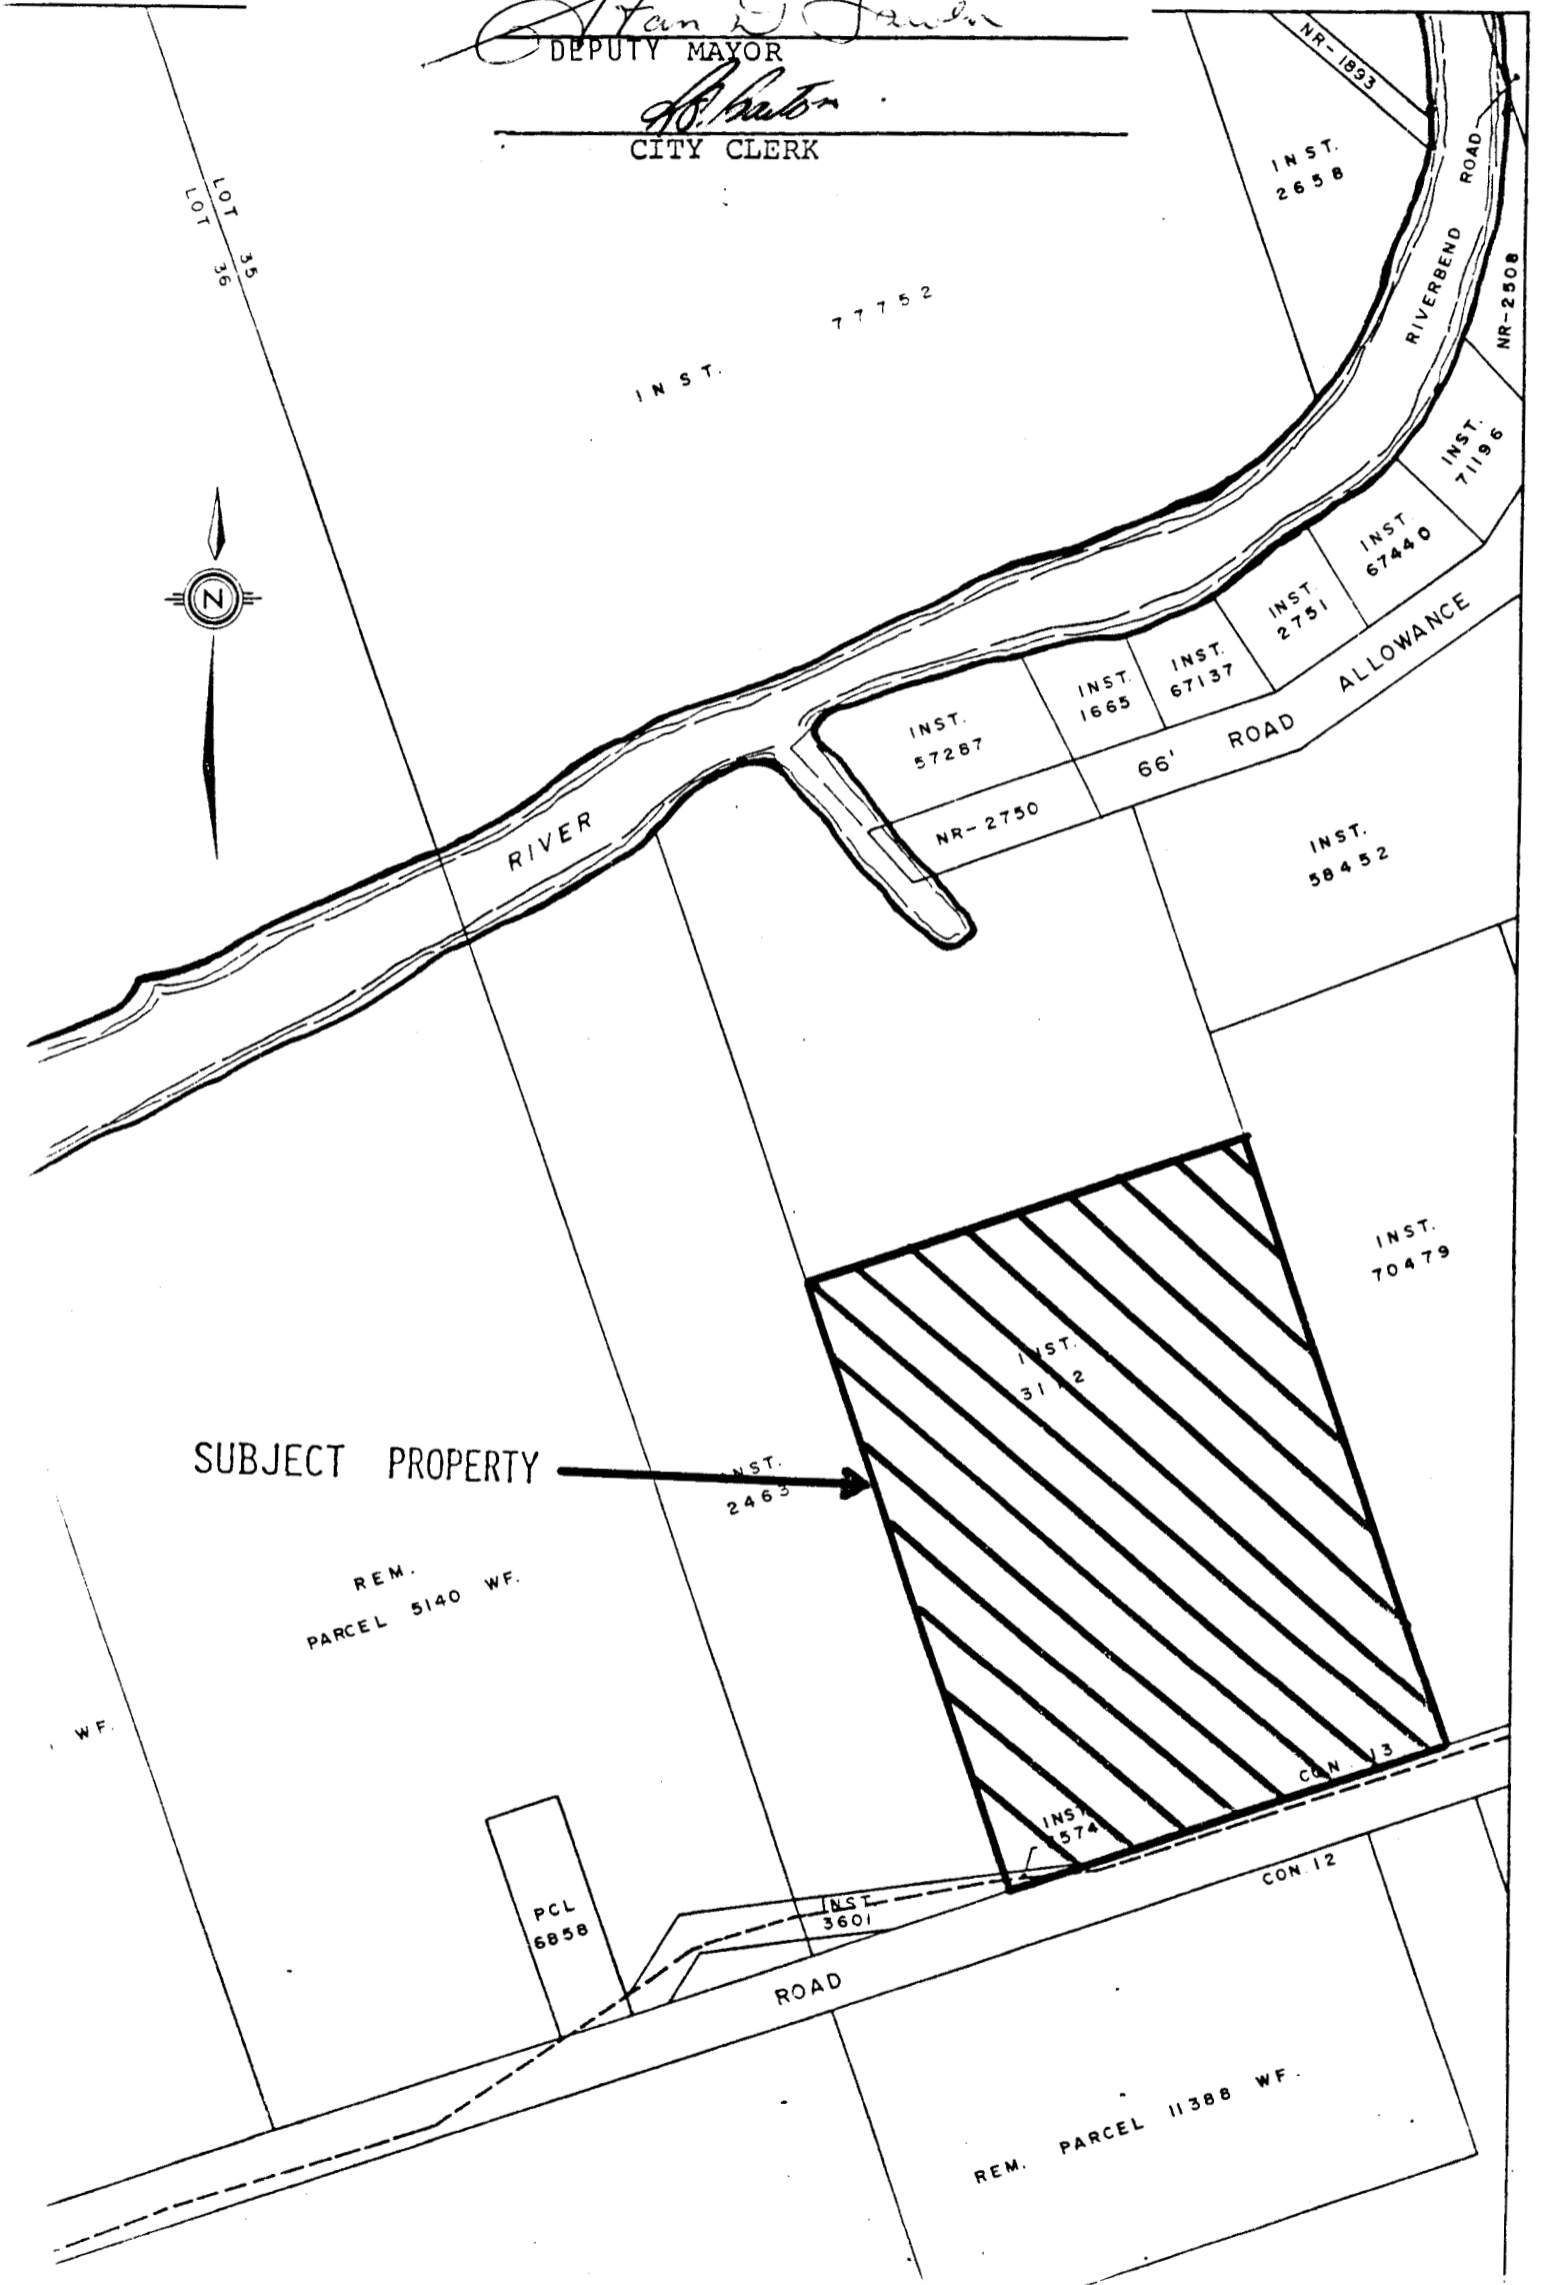 DEPUTY MAYOR
CITY CLERK
NR-1893
INST.
2658
ROAD
RIVERBEND
NR-2508
LOT 35
LOT 36
INST. 77752
INST.
71196
INST.
67440
INST.
2751
INST.
67137
INST.
1665
INST.
57287
66' ROAD ALLOWANCE
NR-2750
N
RIVER
INST.
58452
INST.
70479
INST.
SUBJECT PROPERTY
INST.
2463
REM.
PARCEL 5140 WF.
WF.
CON. 13
INST.
PCL
6858
INST.
3601
CON. 12
ROAD
REM. PARCEL 11388 WF.